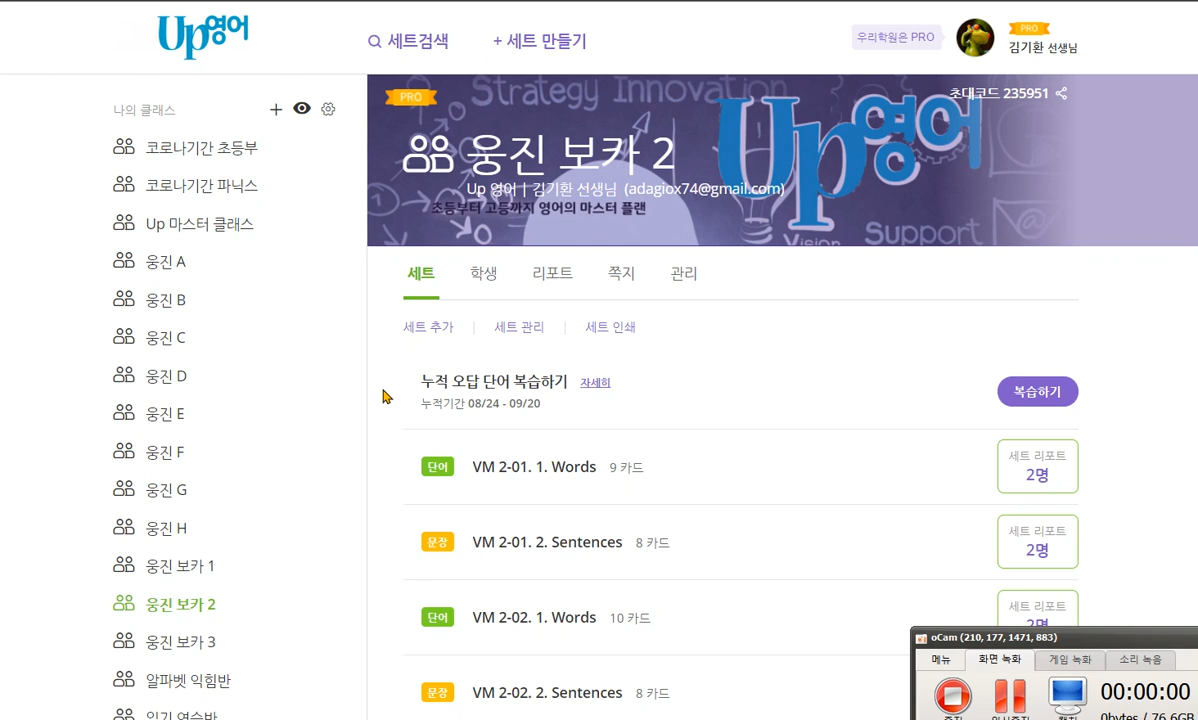 Up영어
세트검색
+ 세트 만들기
우리학원은 PRO
PRO
김기환 선생님
나의 클래스
코로나기간 초등부
코로나기간 파닉스
Up 마스터 클래스
웅진 A
웅진 B
웅진 C
웅진 D
웅진 E
웅진 F
웅진 G
웅진 H
웅진 보카 1
웅진 보카 2
웅진 보카 3
알파벳 익힘반
PRO
Strategy Innovation
초대코드 235951
Up영어
웅진 보카 2
Up 영어 | 김기환 선생님 (adagiox74@gmail.com)
초등부터 고등까지 영어의 마스터 플랜
Vision
Support
세트
학생
리포트
쪽지
관리
세트 추가 | 세트 관리 | 세트 인쇄
누적 오답 단어 복습하기 자세히
누적기간 08/24 - 09/20
복습하기
단어 VM 2-01. 1. Words 9 카드
세트 리포트
2명
문장 VM 2-01. 2. Sentences 8 카드
세트 리포트
2명
단어 VM 2-02. 1. Words 10 카드
세트 리포트
2명
문장 VM 2-02. 2. Sentences 8 카드
oCam (210, 177, 1471, 883)
메뉴
화면 녹화
게임 녹화
소리 녹음
00:00:00
0bytes / 76.6GB